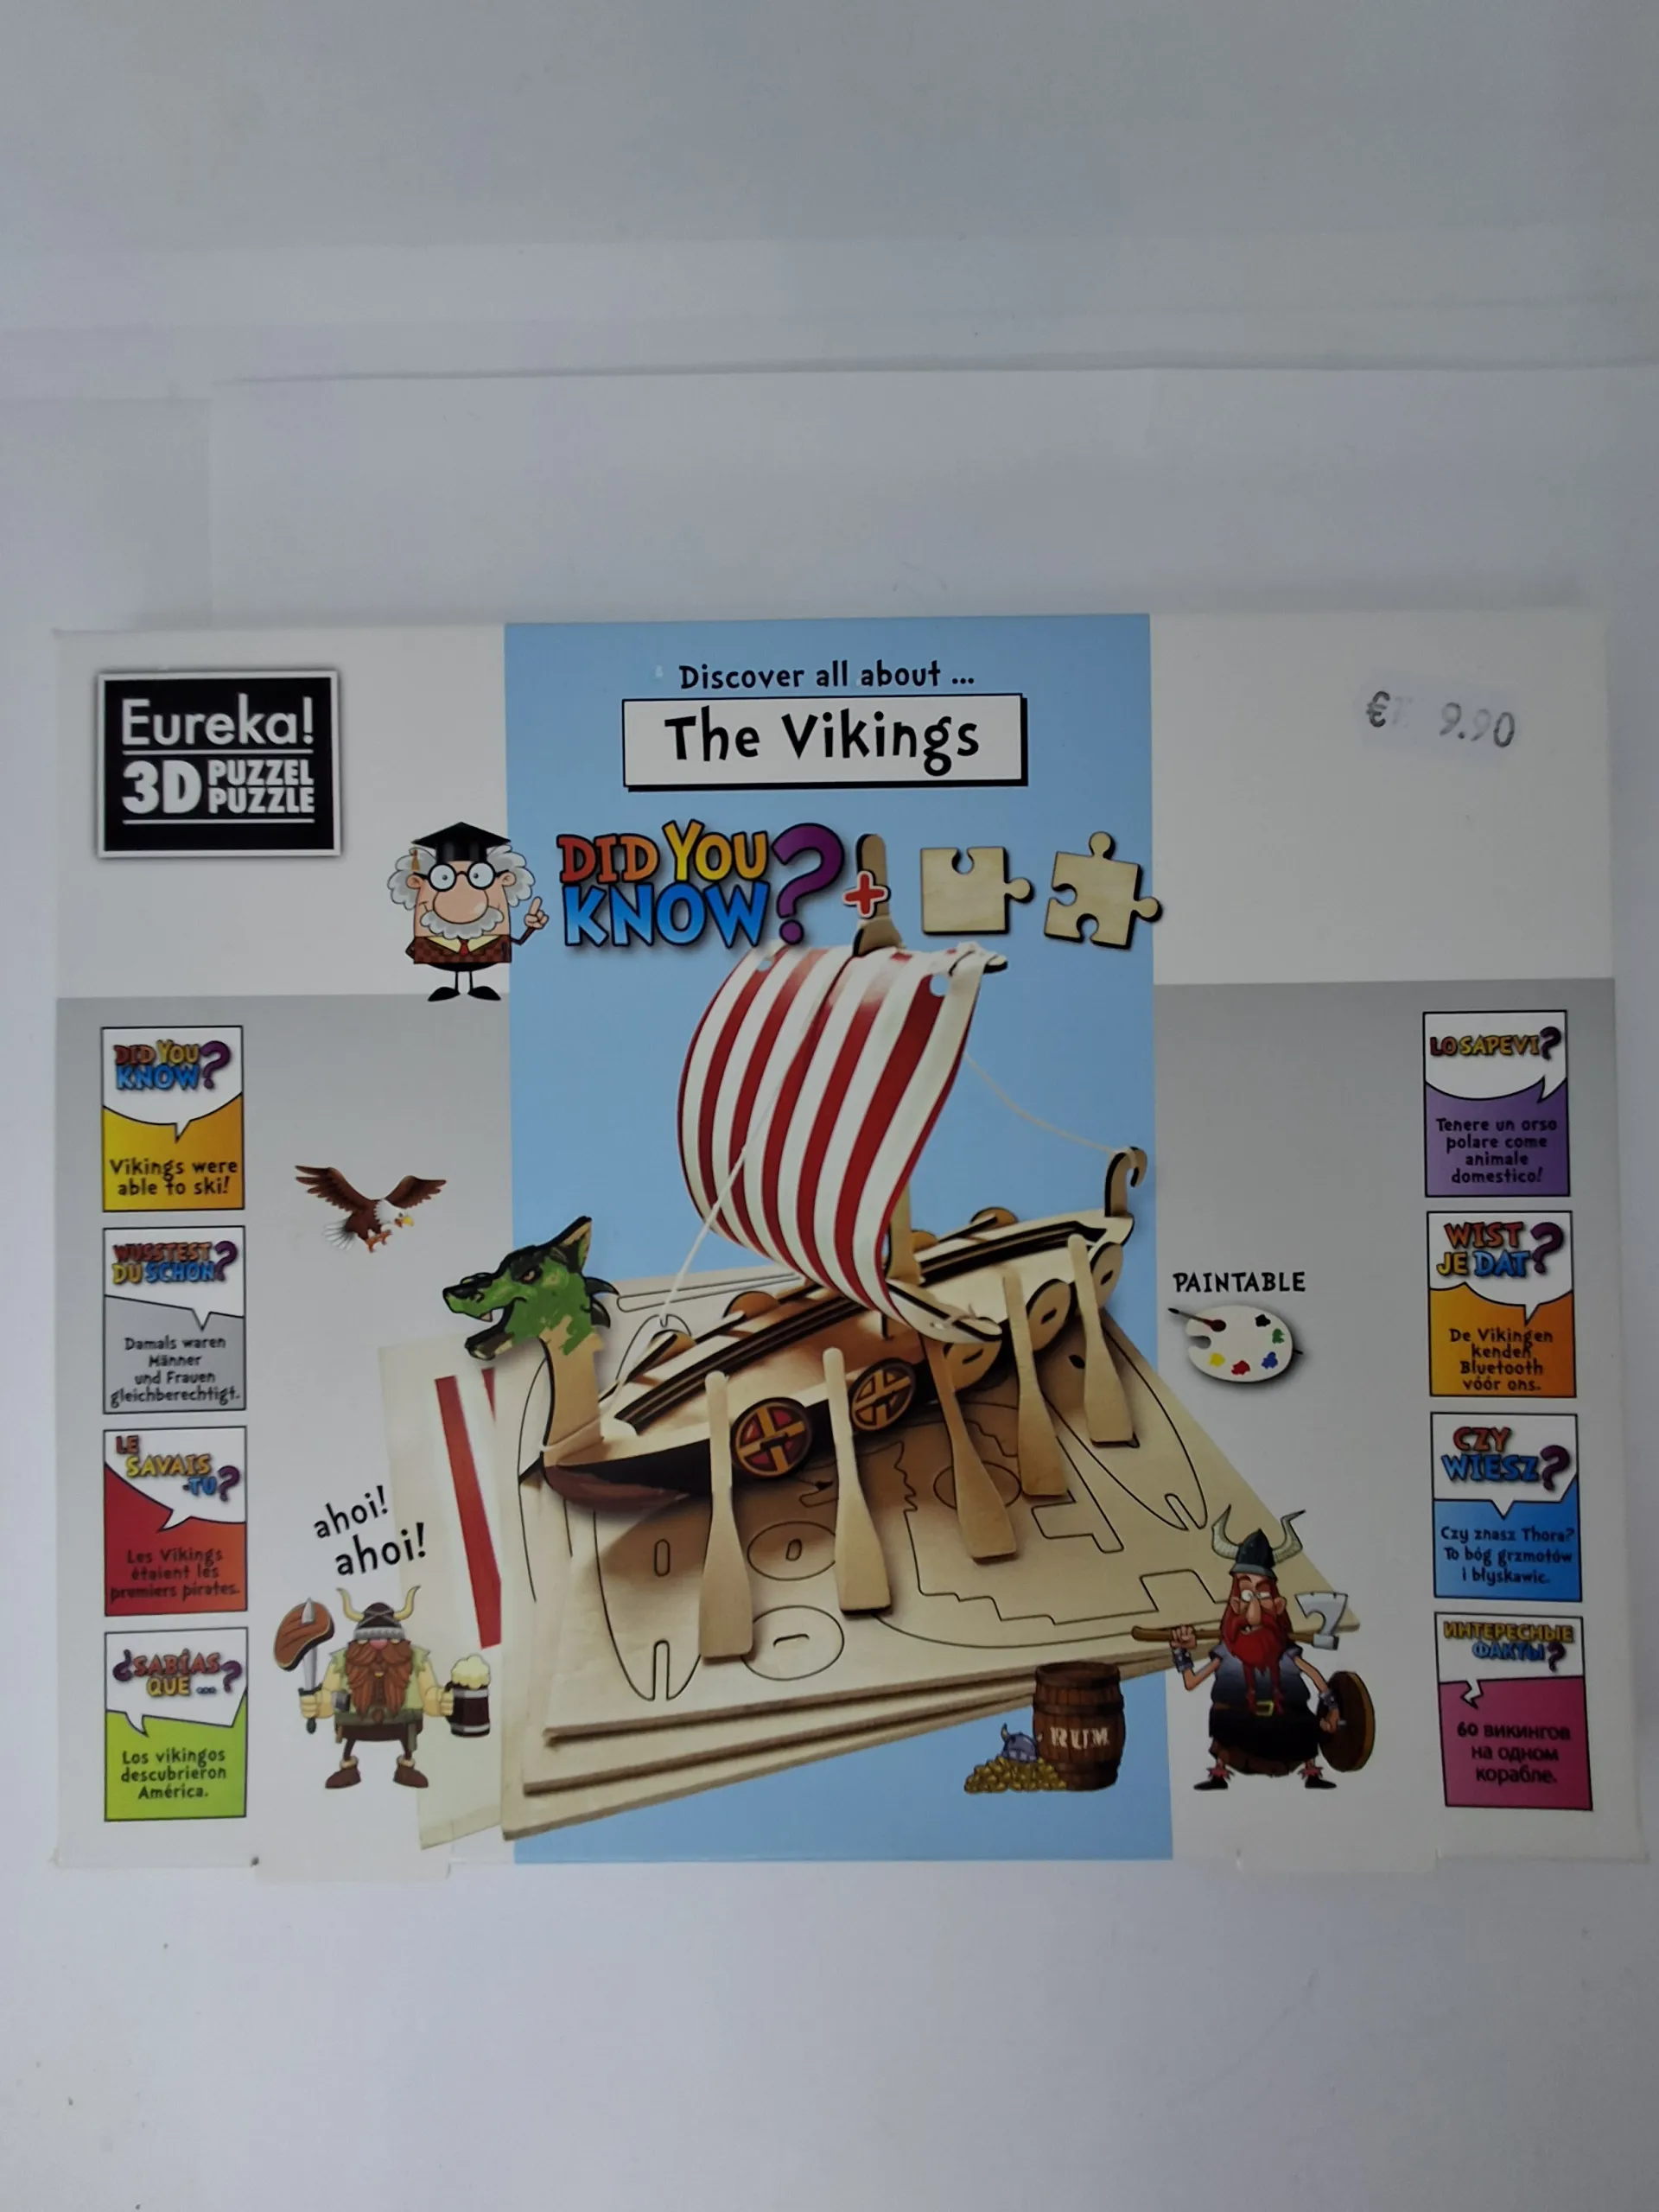 Eureka!
3D PUZZEL
PUZZLE
Discover all about ...
The Vikings
€ 9.90
DID YOU
KNOW?
DID YOU
KNOW?
Vikings were
able to ski!
WUSSTEST
DU SCHON?
Damals waren
Männer
und Frauen
gleichberechtigt.
LE
SAVAIS
-TU?
Les Vikings
étaient les
premiers pirates.
¿SABÍAS
QUE ...?
Los vikingos
descubrieron
América.
ahoi!
ahoi!
PAINTABLE
RUM
LO SAPEVI?
Tenere un orso
polare come
animale
domestico!
WIST
JE DAT?
De Vikingen
kenden
Bluetooth
vóór ons.
CZY
WIESZ?
Czy znasz Thora?
To bóg grzmotów
i błyskawic.
ИНТЕРЕСНЫЕ
ФАКТЫ?
60 викингов
на одном
корабле.